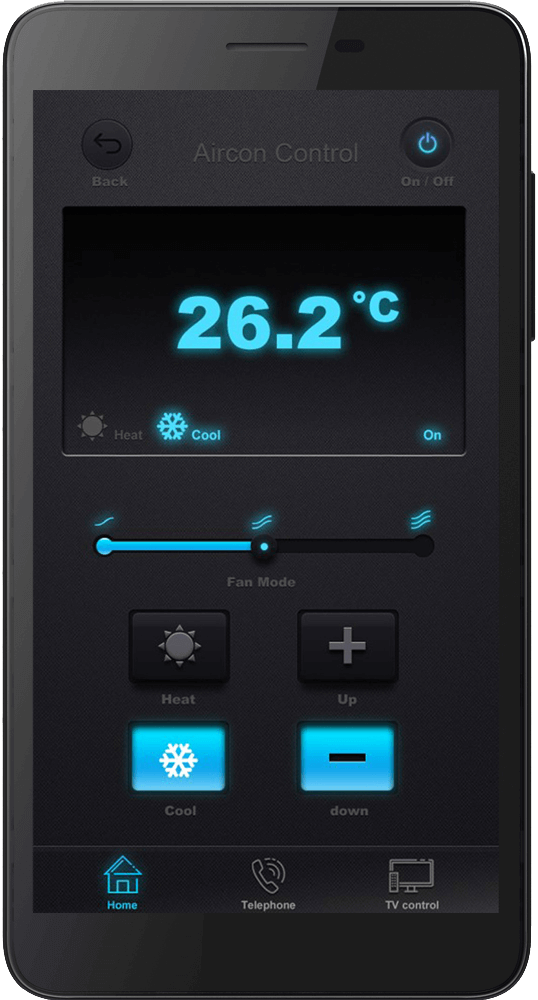 Aircon Control
Back
On / Off
26.2 °C
Heat
Cool
On
Fan Mode
Heat
Up
Cool
down
Home
Telephone
TV control